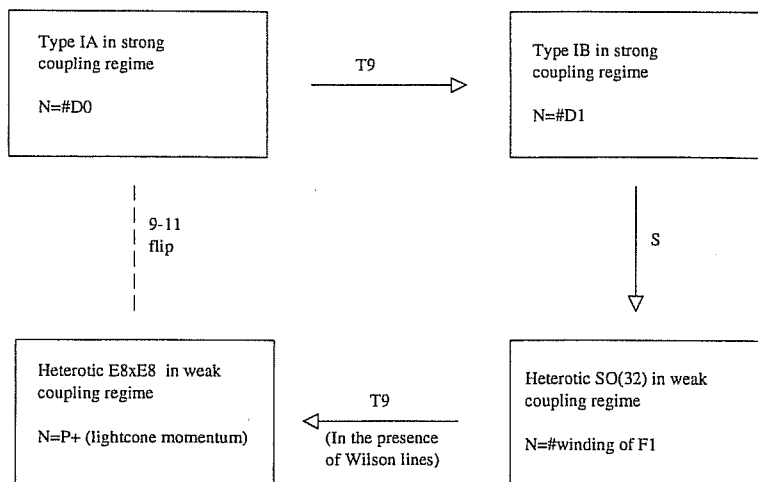 Type IA in strong
coupling regime
N=#D0
T9
Type IB in strong
coupling regime
N=#D1
9-11
flip
S
Heterotic E8xE8 in weak
coupling regime
N=P+ (lightcone momentum)
T9
(In the presence
of Wilson lines)
Heterotic SO(32) in weak
coupling regime
N=#winding of F1